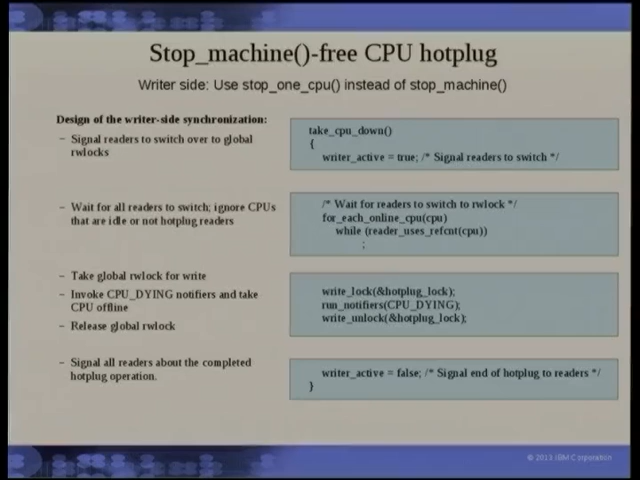 Stop_machine()-free CPU hotplug
Writer side: Use stop_one_cpu() instead of stop_machine()
Design of the writer-side synchronization:
– Signal readers to switch over to global
rwlocks
take_cpu_down()
{
writer_active = true; /* Signal readers to switch */
– Wait for all readers to switch; ignore CPUs
that are idle or not hotplug readers
/* Wait for readers to switch to rwlock */
for_each_online_cpu(cpu)
while (reader_uses_refcnt(cpu))
;
– Take global rwlock for write
– Invoke CPU_DYING notifiers and take
CPU offline
– Release global rwlock
write_lock(&hotplug_lock);
run_notifiers(CPU_DYING);
write_unlock(&hotplug_lock);
– Signal all readers about the completed
hotplug operation.
writer_active = false; /* Signal end of hotplug to readers */
}
© 2013 IBM Corporation